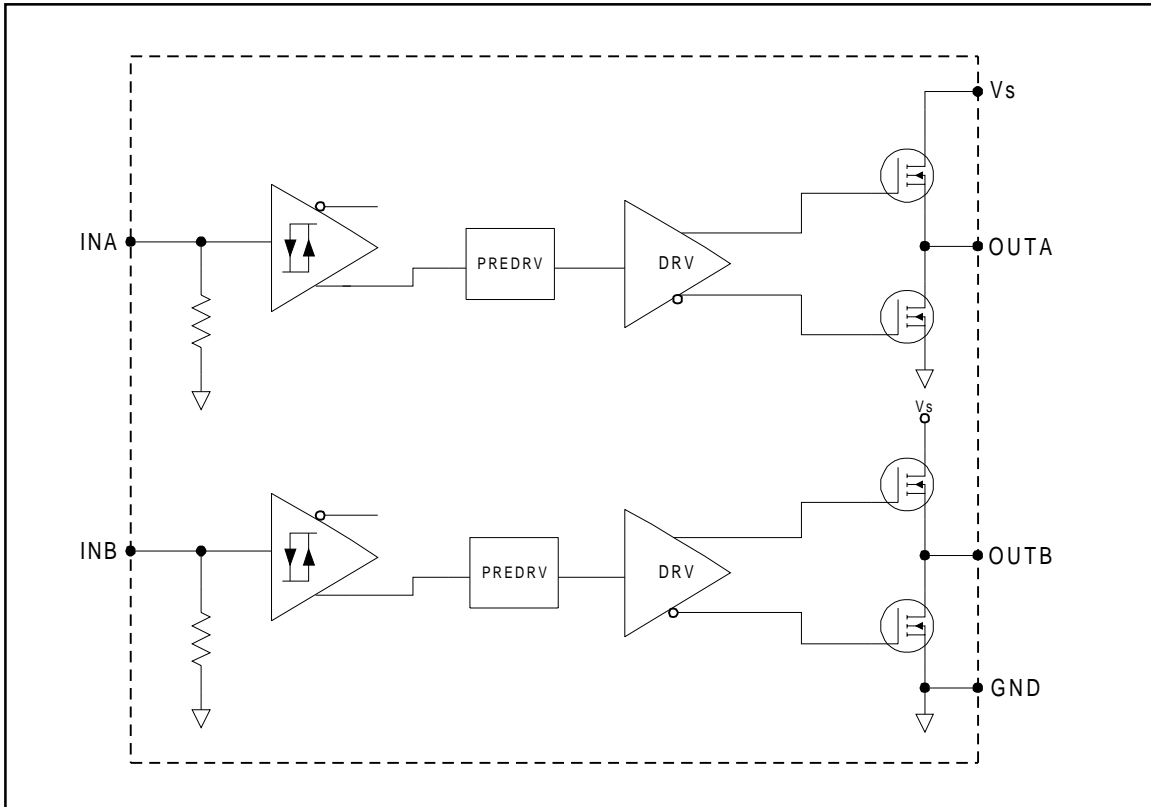 Vs
INA
PREDRV
DRV
OUTA
Vs
INB
PREDRV
DRV
OUTB
GND